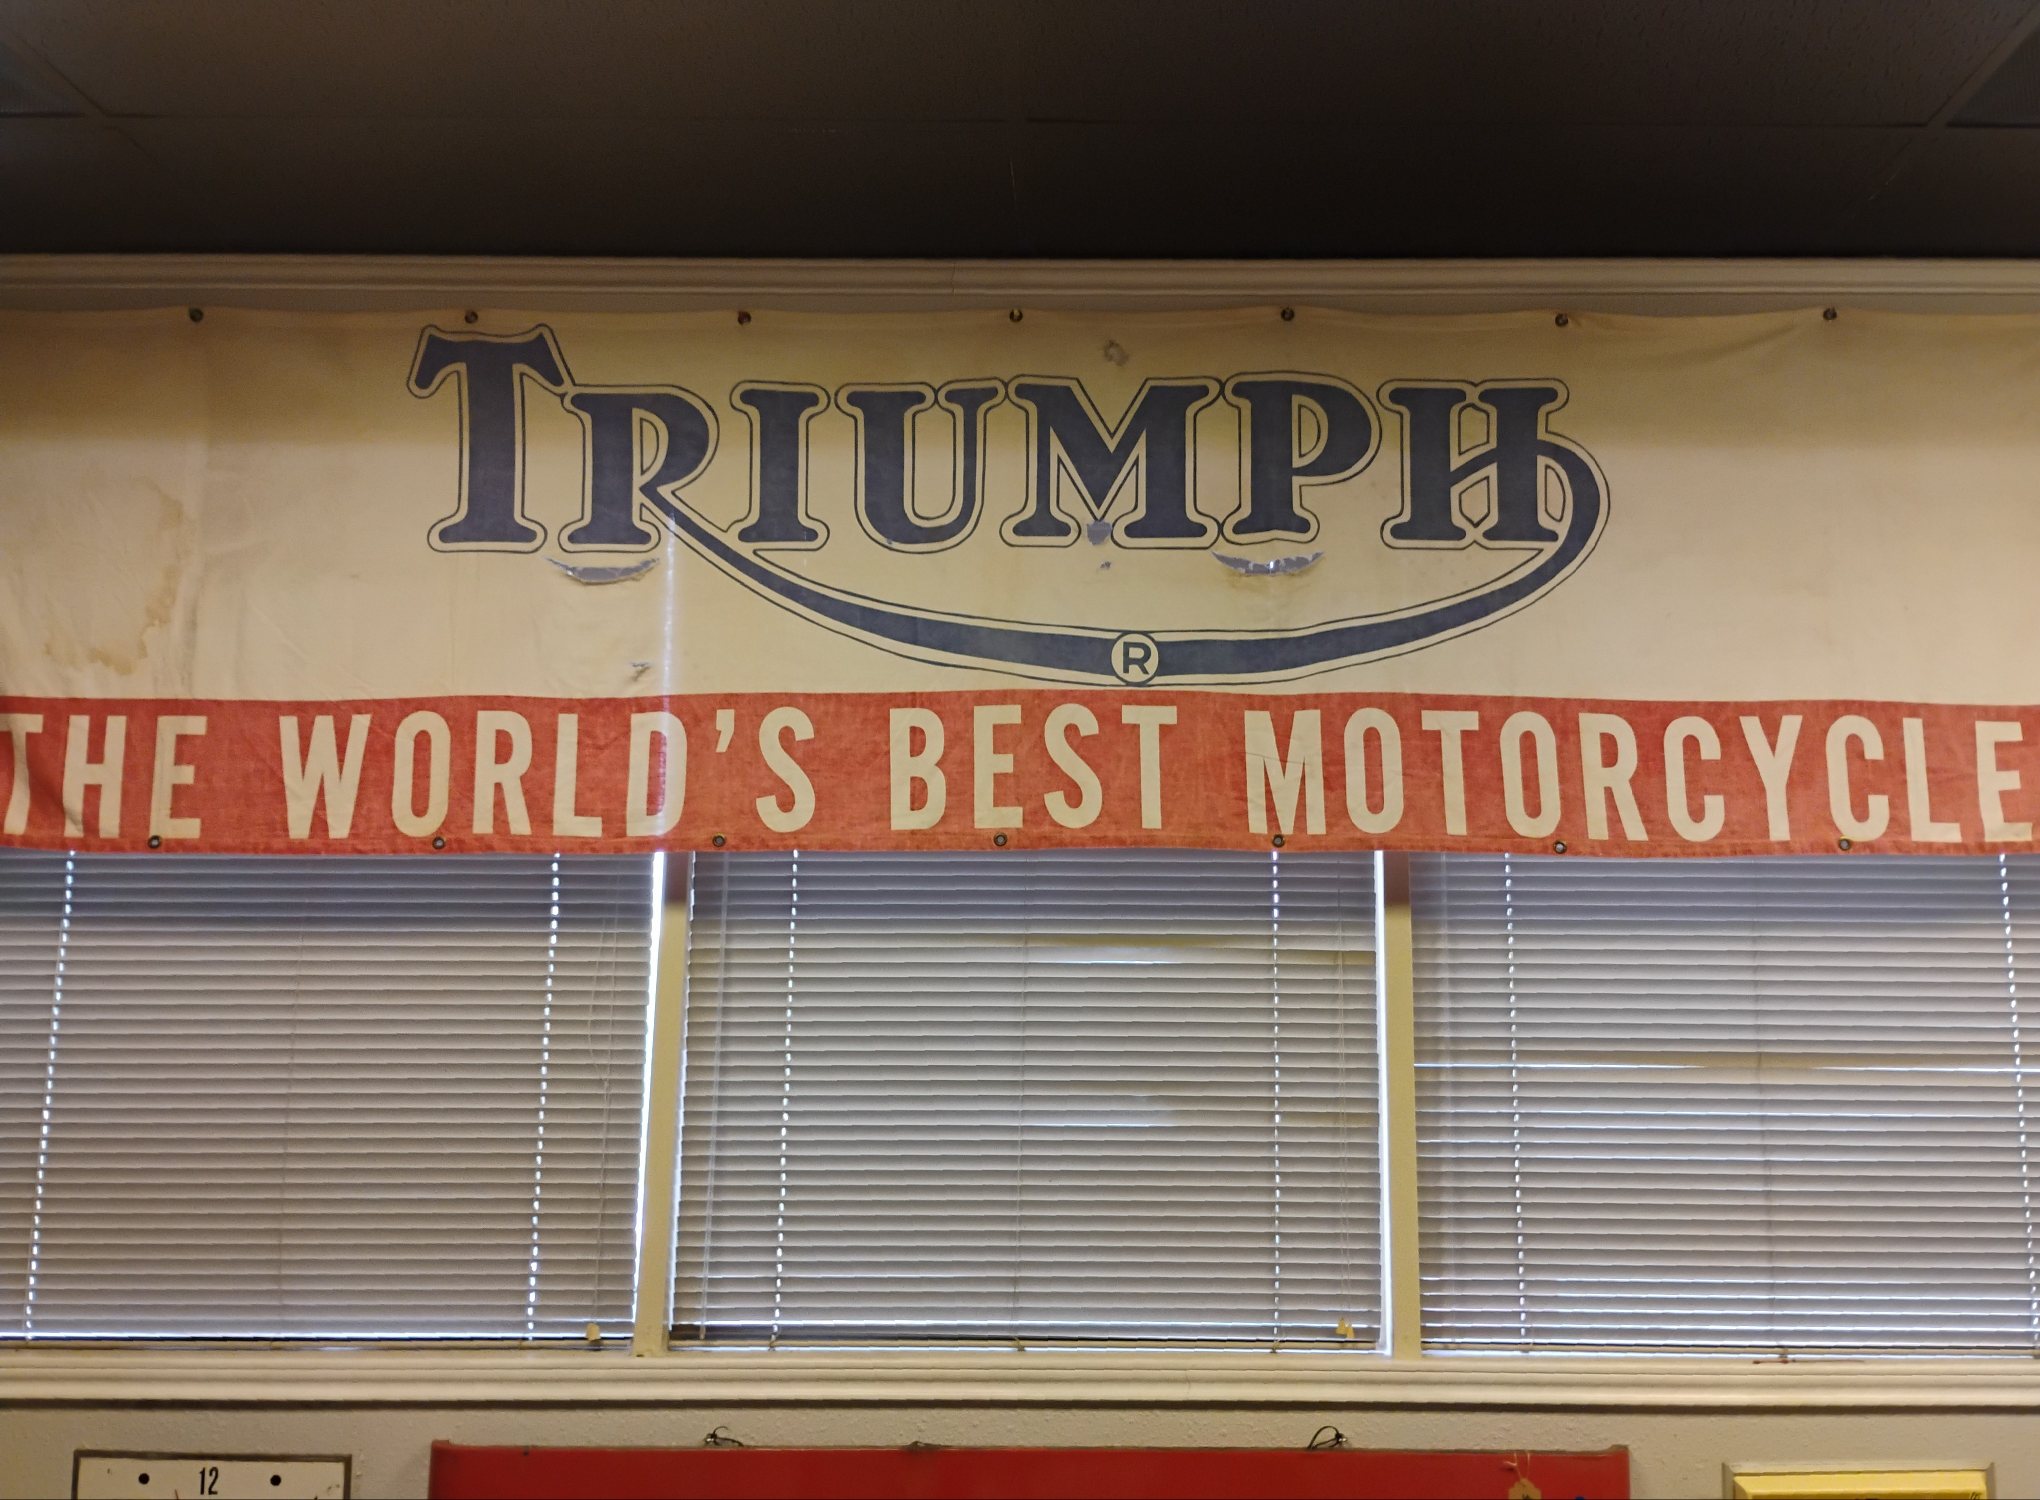 TRIUMPH
®
THE WORLD'S BEST MOTORCYCLE
12